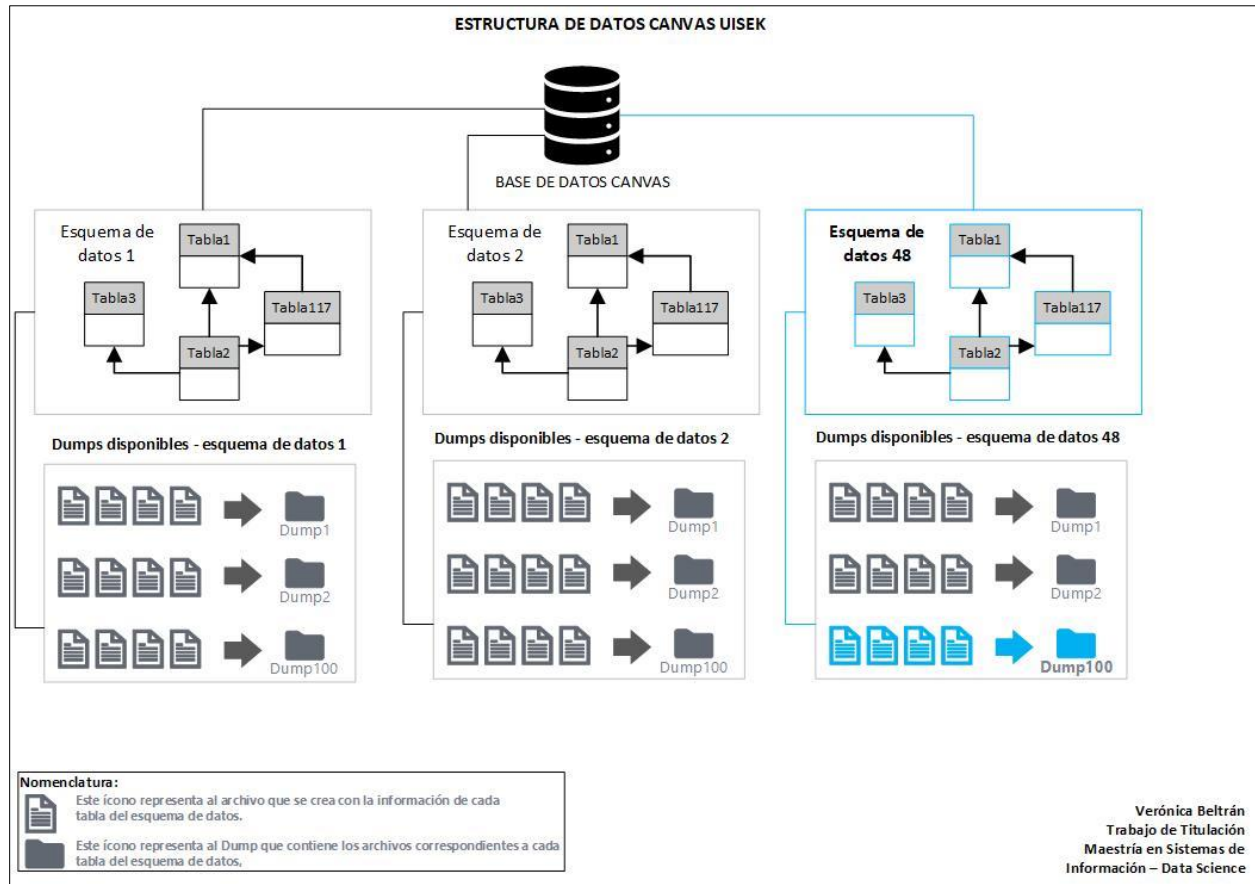 ESTRUCTURA DE DATOS CANVAS UISEK
BASE DE DATOS CANVAS
Esquema de
datos 1
Tabla1
Tabla3
Tabla117
Tabla2
Esquema de
datos 2
Tabla1
Tabla3
Tabla117
Tabla2
Esquema de
datos 48
Tabla1
Tabla3
Tabla117
Tabla2
Dumps disponibles - esquema de datos 1
Dump1
Dump2
Dump100
Dumps disponibles - esquema de datos 2
Dump1
Dump2
Dump100
Dumps disponibles - esquema de datos 48
Dump1
Dump2
Dump100
Nomenclatura:
Este ícono representa al archivo que se crea con la información de cada
tabla del esquema de datos.
Este ícono representa al Dump que contiene los archivos correspondientes a cada
tabla del esquema de datos,
Verónica Beltrán
Trabajo de Titulación
Maestría en Sistemas de
Información – Data Science